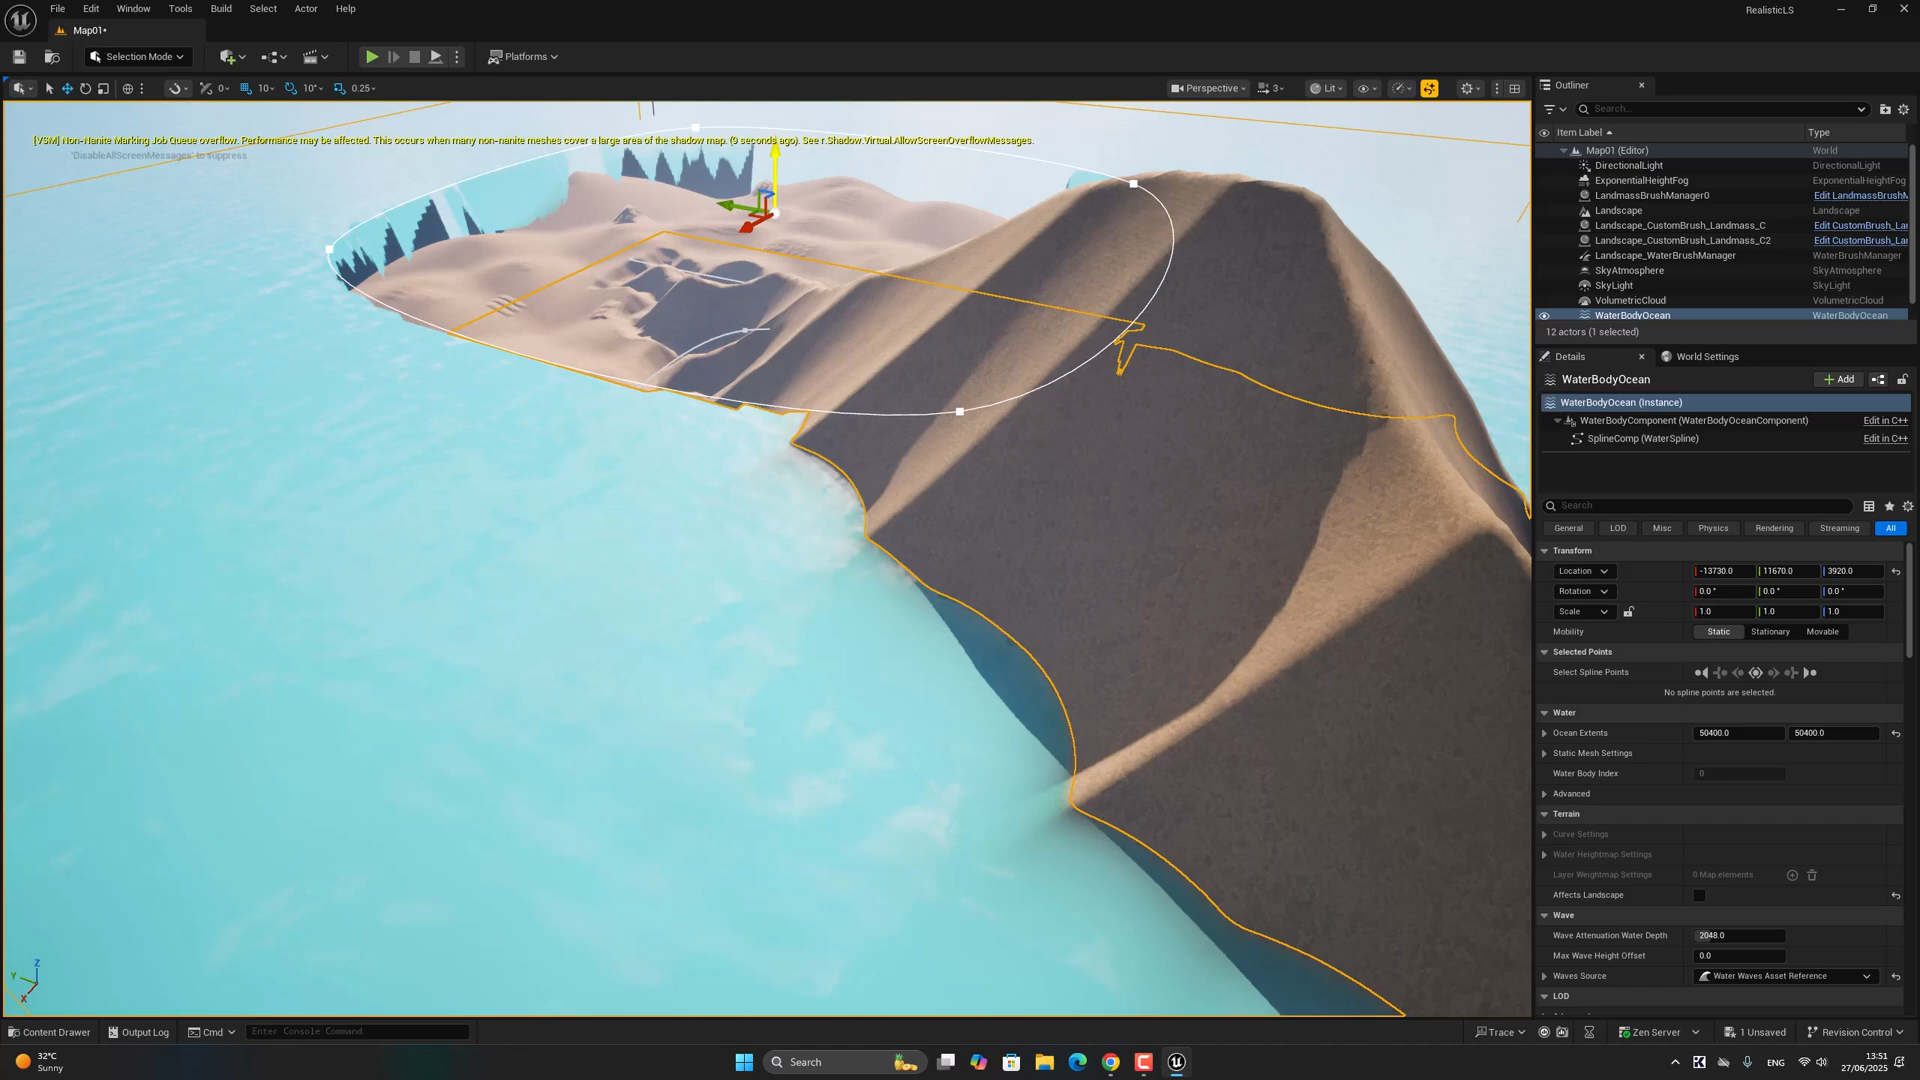 File Edit Window Tools Build Select Actor Help
RealisticLS
Map01•
Selection Mode
Platforms
0 10 10° 0.25
Perspective 3 Lit
[VSM] Non-Nanite Marking Job Queue overflow. Performance may be affected. This occurs when many non-nanite meshes cover a large area of the shadow map. (9 seconds ago). See r.Shadow.Virtual.AllowScreenOverflowMessages.
'DisableAllScreenMessages' to suppress
Outliner
Search...
Item Label Type
Map01 (Editor) World
DirectionalLight DirectionalLight
ExponentialHeightFog ExponentialHeightFog
LandmassBrushManager0 Edit LandmassBrushM
Landscape Landscape
Landscape_CustomBrush_Landmass_C Edit CustomBrush_Lar
Landscape_CustomBrush_Landmass_C2 Edit CustomBrush_Lar
Landscape_WaterBrushManager WaterBrushManager
SkyAtmosphere SkyAtmosphere
SkyLight SkyLight
VolumetricCloud VolumetricCloud
WaterBodyOcean WaterBodyOcean
12 actors (1 selected)
Details World Settings
WaterBodyOcean Add
WaterBodyOcean (Instance)
WaterBodyComponent (WaterBodyOceanComponent) Edit in C++
SplineComp (WaterSpline) Edit in C++
Search
General LOD Misc Physics Rendering Streaming All
Transform
Location -13730.0 11670.0 3920.0
Rotation 0.0 ° 0.0 ° 0.0 °
Scale 1.0 1.0 1.0
Mobility Static Stationary Movable
Selected Points
Select Spline Points
No spline points are selected.
Water
Ocean Extents 50400.0 50400.0
Static Mesh Settings
Water Body Index 0
Advanced
Terrain
Curve Settings
Water Heightmap Settings
Layer Weightmap Settings 0 Map elements
Affects Landscape
Wave
Wave Attenuation Water Depth 2048.0
Max Wave Height Offset 0.0
Waves Source Water Waves Asset Reference
LOD
Z
Y
X
Content Drawer Output Log Cmd Enter Console Command
Trace Zen Server 1 Unsaved Revision Control
32°C
Sunny
Search
ENG
13:51
27/06/2025